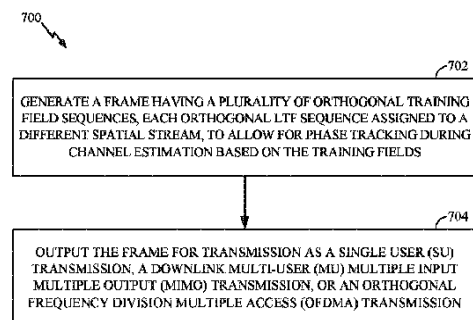 700
702
GENERATE A FRAME HAVING A PLURALITY OF ORTHOGONAL TRAINING
FIELD SEQUENCES, EACH ORTHOGONAL LTF SEQUENCE ASSIGNED TO A
DIFFERENT SPATIAL STREAM, TO ALLOW FOR PHASE TRACKING DURING
CHANNEL ESTIMATION BASED ON THE TRAINING FIELDS
704
OUTPUT THE FRAME FOR TRANSMISSION AS A SINGLE USER (SU)
TRANSMISSION, A DOWNLINK MULTI-USER (MU) MULTIPLE INPUT
MULTIPLE OUTPUT (MIMO) TRANSMISSION, OR AN ORTHOGONAL
FREQUENCY DIVISION MULTIPLE ACCESS (OFDMA) TRANSMISSION